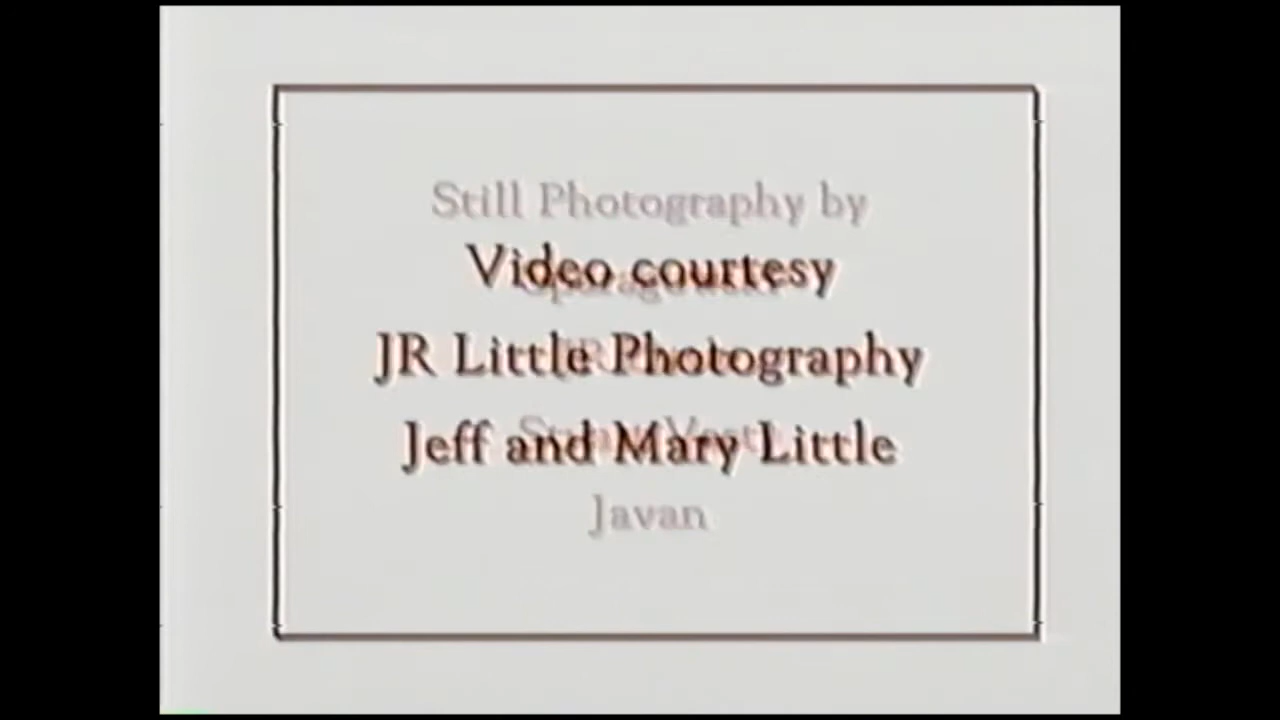 Still Photography by
Video courtesy
JR Little Photography
Jeff and Mary Little
Javan